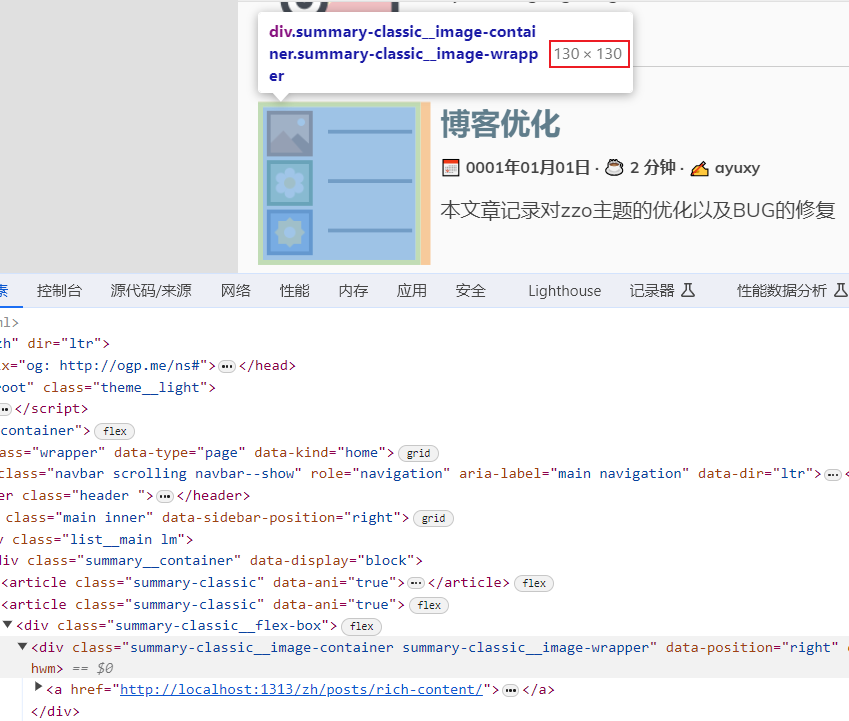 div.summary-classic__image-contai
ner.summary-classic__image-wrapp
er
130 × 130
博客优化
0001年01月01日 · 2 分钟 · ayuxy
本文章记录对zzo主题的优化以及BUG的修复
素 控制台 源代码/来源 网络 性能 内存 应用 安全 Lighthouse 记录器 性能数据分析
ml>
zh" dir="ltr">
ix="og: http://ogp.me/ns#"> ⋯ </head>
root" class="theme__light">
⋯ </script>
container"> flex
ass="wrapper" data-type="page" data-kind="home"> grid
class="navbar scrolling navbar--show" role="navigation" aria-label="main navigation" data-dir="ltr"> ⋯ <
er class="header "> ⋯ </header>
class="main inner" data-sidebar-position="right"> grid
v class="list__main lm">
div class="summary__container" data-display="block">
<article class="summary-classic" data-ani="true"> ⋯ </article> flex
<article class="summary-classic" data-ani="true"> flex
▼<div class="summary-classic__flex-box"> flex
▼<div class="summary-classic__image-container summary-classic__image-wrapper" data-position="right"
hwm> == $0
▶<a href="http://localhost:1313/zh/posts/rich-content/"> ⋯ </a>
</div>